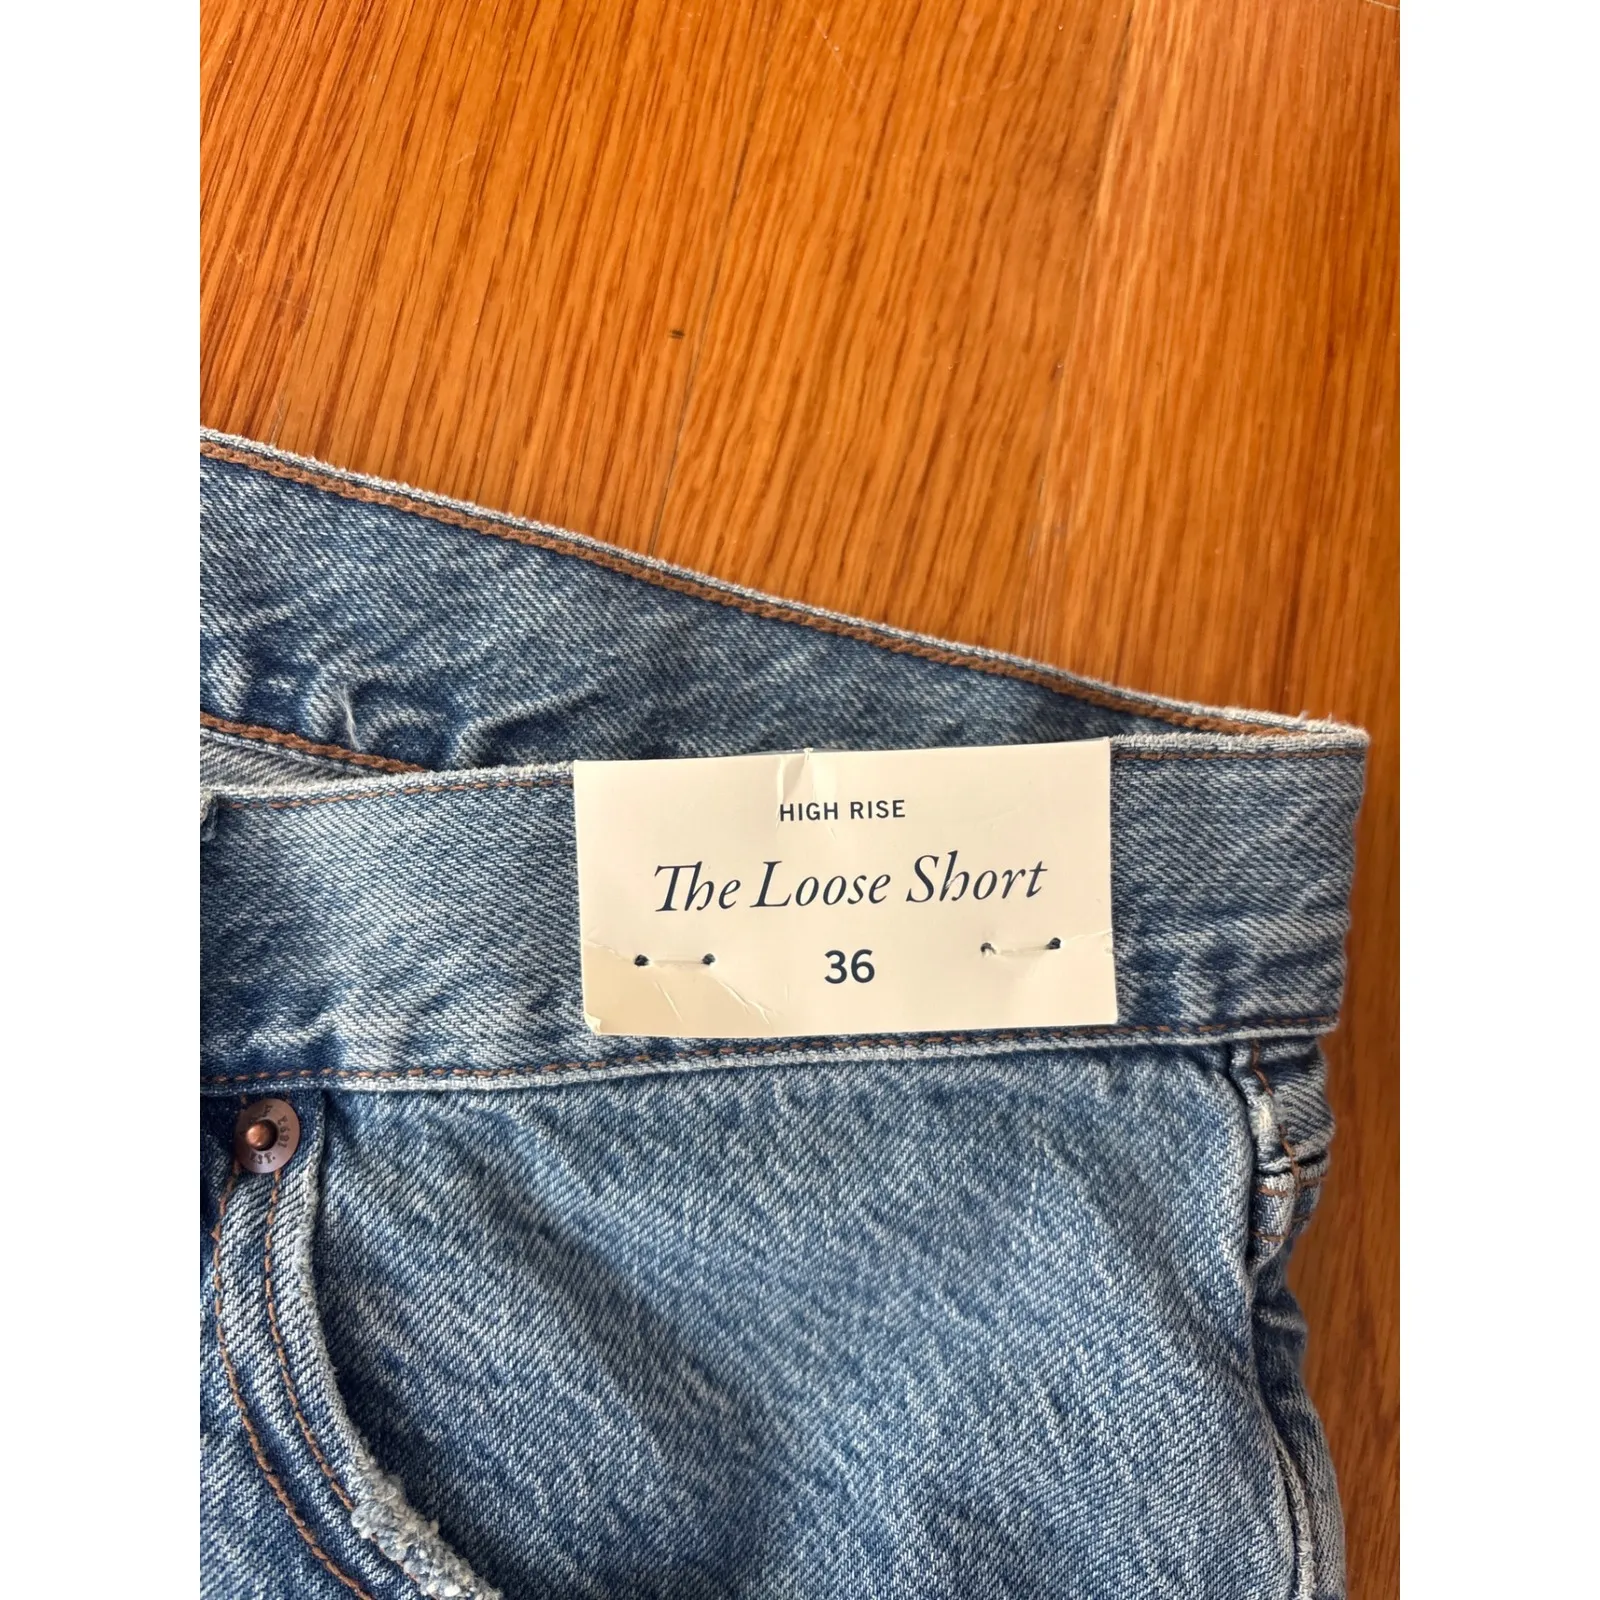 HIGH RISE
The Loose Short
36